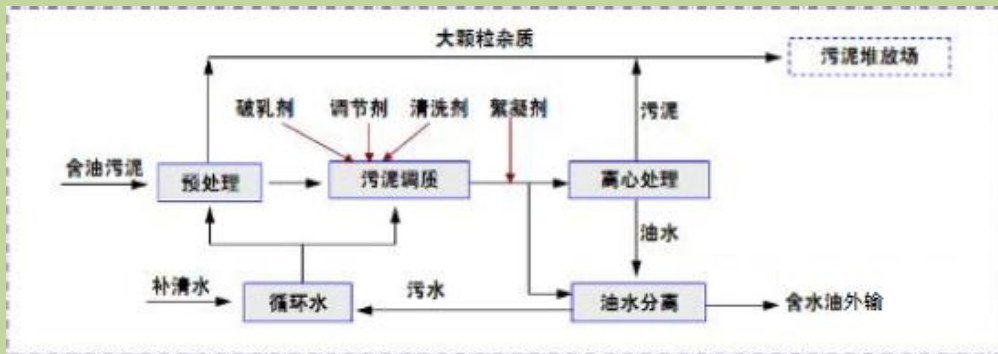 大颗粒杂质
污泥堆放场
破乳剂
调节剂
清洗剂
絮凝剂
污泥
含油污泥
预处理
污泥调质
离心处理
油水
补清水
循环水
污水
油水分离
含水油外输